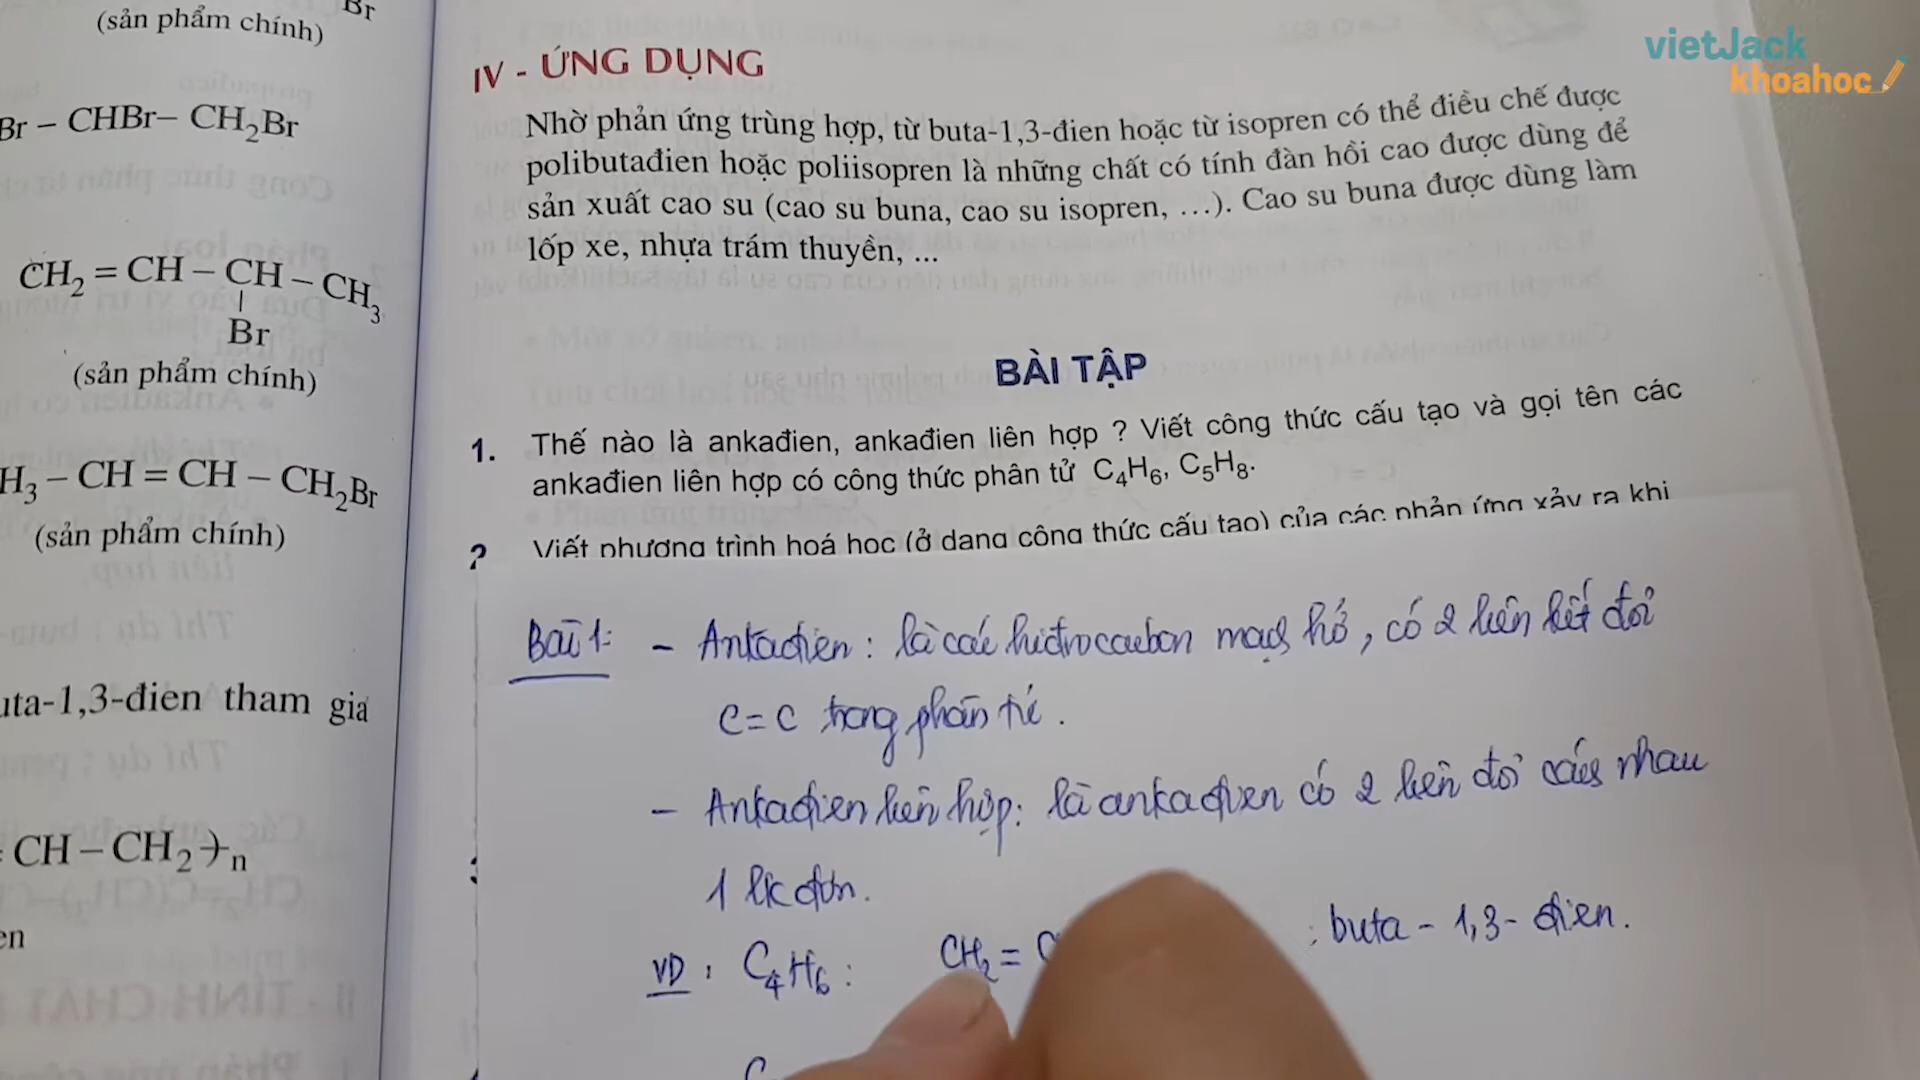 (sản phẩm chính)
Br
Br – CHBr– CH2Br
CH2 = CH – CH – CH3
Br
(sản phẩm chính)
H3 – CH = CH – CH2Br
(sản phẩm chính)
uta-1,3-đien tham gia
CH – CH2 )n
en
vietJack
khoahoc
IV - ỨNG DỤNG
Nhờ phản ứng trùng hợp, từ buta-1,3-đien hoặc từ isopren có thể điều chế được
polibutađien hoặc poliisopren là những chất có tính đàn hồi cao được dùng để
sản xuất cao su (cao su buna, cao su isopren, ...). Cao su buna được dùng làm
lốp xe, nhựa trám thuyền, ...
BÀI TẬP
1. Thế nào là ankađien, ankađien liên hợp ? Viết công thức cấu tạo và gọi tên các
ankađien liên hợp có công thức phân tử C4H6, C5H8.
2 Viết phương trình hoá học (ở dạng công thức cấu tạo) của các phản ứng xảy ra khi
Bài 1: - Ankađien : là các hiđrocacbon mạch hở, có 2 liên kết đôi
C=C trong phân tử.
- Ankađien liên hợp: là ankađien có 2 liên đôi cách nhau
1 lk đơn.
VD : C4H6 : CH2 = C : buta - 1,3 - đien.
C